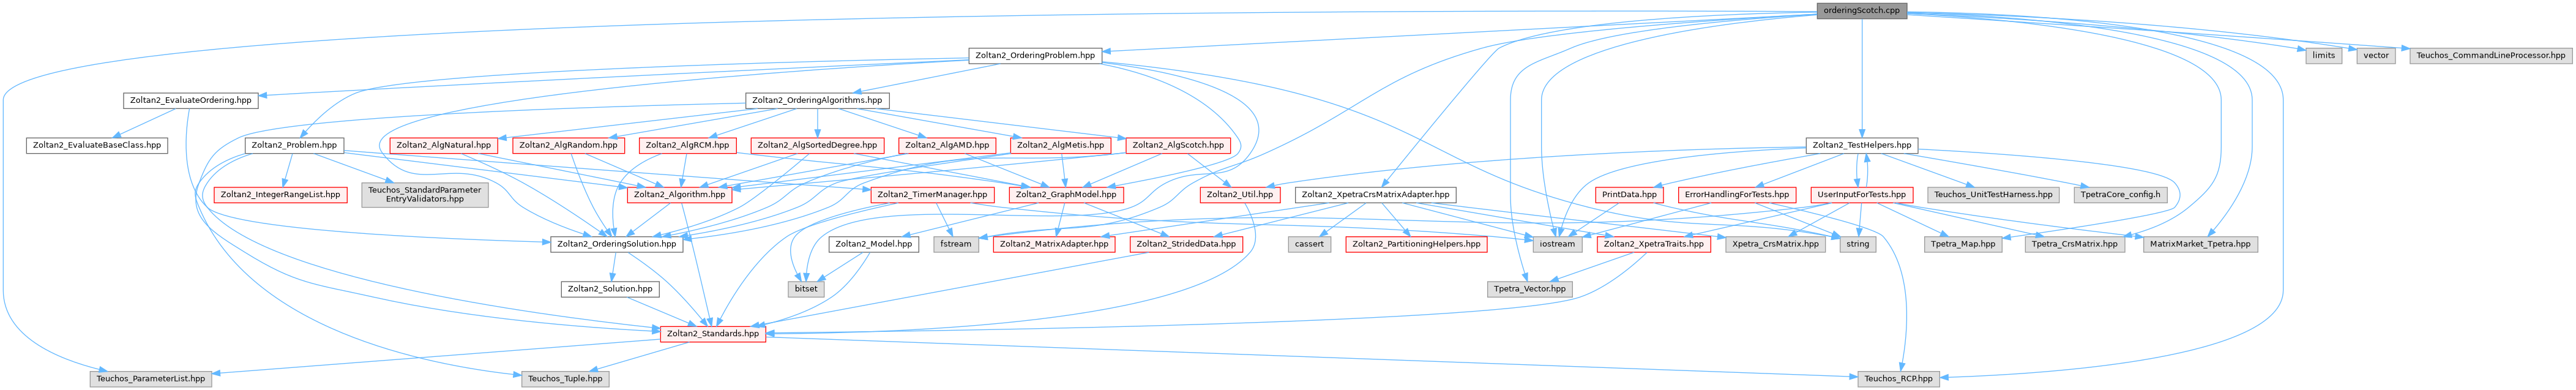 orderingScotch.cpp
Zoltan2_OrderingProblem.hpp
limits
vector
Teuchos_CommandLineProcessor.hpp
Zoltan2_EvaluateOrdering.hpp
Zoltan2_OrderingAlgorithms.hpp
Zoltan2_EvaluateBaseClass.hpp
Zoltan2_Problem.hpp
Zoltan2_AlgNatural.hpp
Zoltan2_AlgRandom.hpp
Zoltan2_AlgRCM.hpp
Zoltan2_AlgSortedDegree.hpp
Zoltan2_AlgAMD.hpp
Zoltan2_AlgMetis.hpp
Zoltan2_AlgScotch.hpp
Zoltan2_TestHelpers.hpp
Zoltan2_IntegerRangeList.hpp
Teuchos_StandardParameter
EntryValidators.hpp
Zoltan2_Algorithm.hpp
Zoltan2_TimerManager.hpp
Zoltan2_GraphModel.hpp
Zoltan2_Util.hpp
Zoltan2_XpetraCrsMatrixAdapter.hpp
PrintData.hpp
ErrorHandlingForTests.hpp
UserInputForTests.hpp
Teuchos_UnitTestHarness.hpp
TpetraCore_config.h
Zoltan2_OrderingSolution.hpp
Zoltan2_Model.hpp
fstream
Zoltan2_MatrixAdapter.hpp
Zoltan2_StridedData.hpp
cassert
Zoltan2_PartitioningHelpers.hpp
iostream
Zoltan2_XpetraTraits.hpp
Xpetra_CrsMatrix.hpp
string
Tpetra_Map.hpp
Tpetra_CrsMatrix.hpp
MatrixMarket_Tpetra.hpp
Zoltan2_Solution.hpp
bitset
Tpetra_Vector.hpp
Zoltan2_Standards.hpp
Teuchos_ParameterList.hpp
Teuchos_Tuple.hpp
Teuchos_RCP.hpp